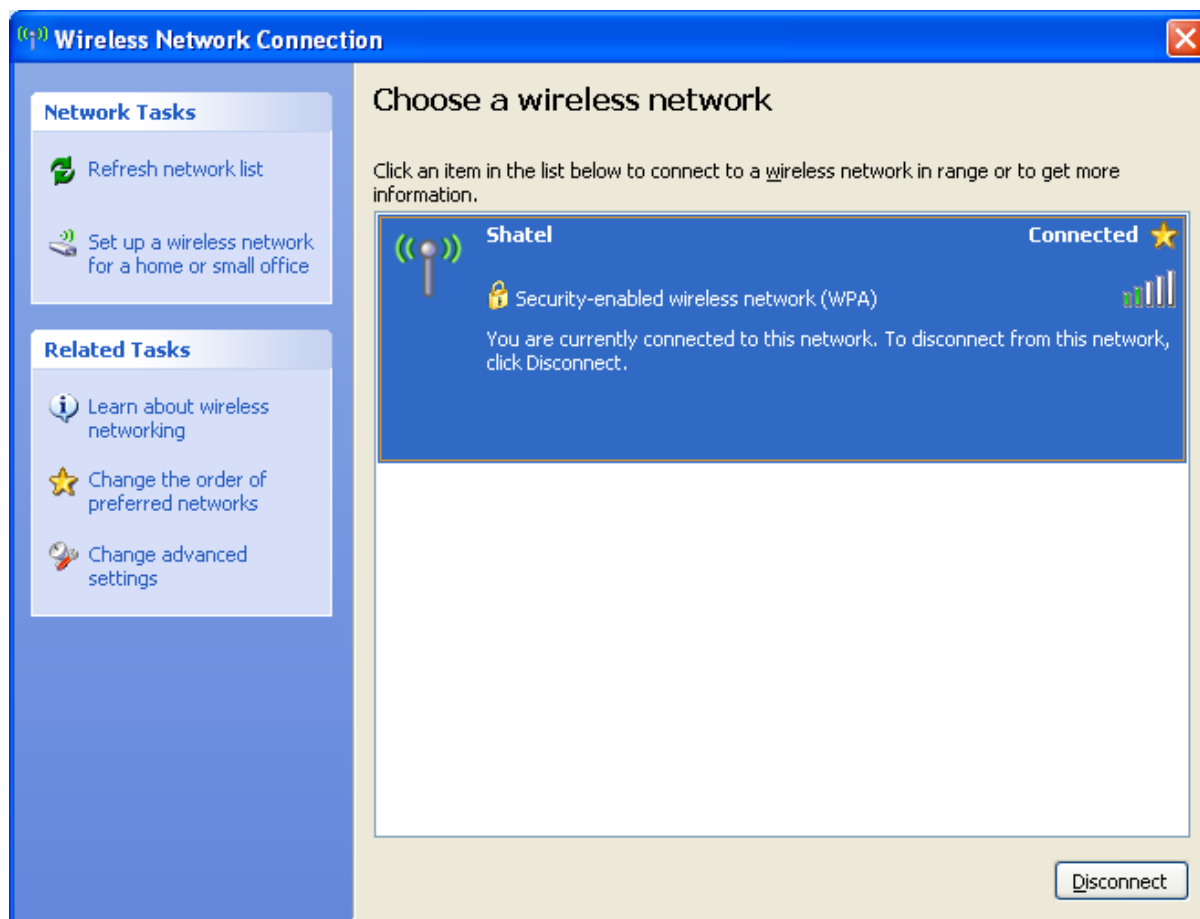 Wireless Network Connection
Network Tasks
Refresh network list
Set up a wireless network
for a home or small office
Related Tasks
Learn about wireless
networking
Change the order of
preferred networks
Change advanced
settings
Choose a wireless network
Click an item in the list below to connect to a wireless network in range or to get more
information.
Shatel
Connected
Security-enabled wireless network (WPA)
You are currently connected to this network. To disconnect from this network,
click Disconnect.
Disconnect